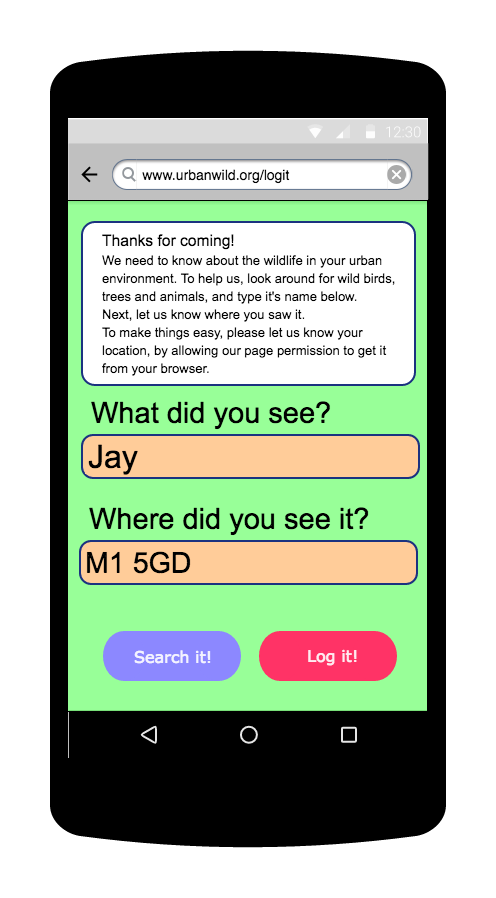 12:30
www.urbanwild.org/logit
Thanks for coming!
We need to know about the wildlife in your urban
environment. To help us, look around for wild birds,
trees and animals, and type it's name below.
Next, let us know where you saw it.
To make things easy, please let us know your
location, by allowing our page permission to get it
from your browser.
What did you see?
Jay
Where did you see it?
M1 5GD
Search it! Log it!